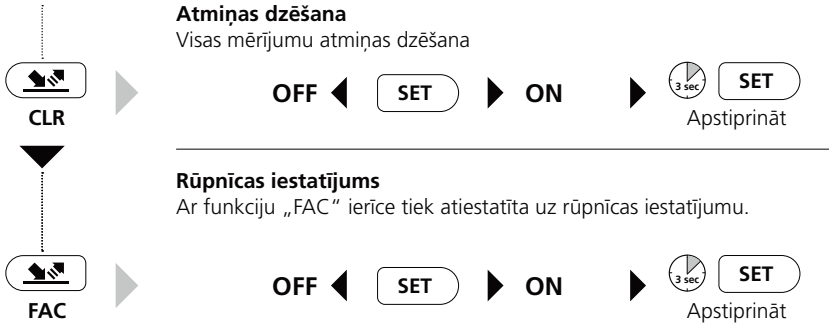 Atmiņas dzēšana
Visas mērījumu atmiņas dzēšana
OFF SET ON 3 sec SET
CLR
Apstiprināt
Rūpnīcas iestatījums
Ar funkciju „FAC“ ierīce tiek atiestatīta uz rūpnīcas iestatījumu.
OFF SET ON 3 sec SET
FAC
Apstiprināt